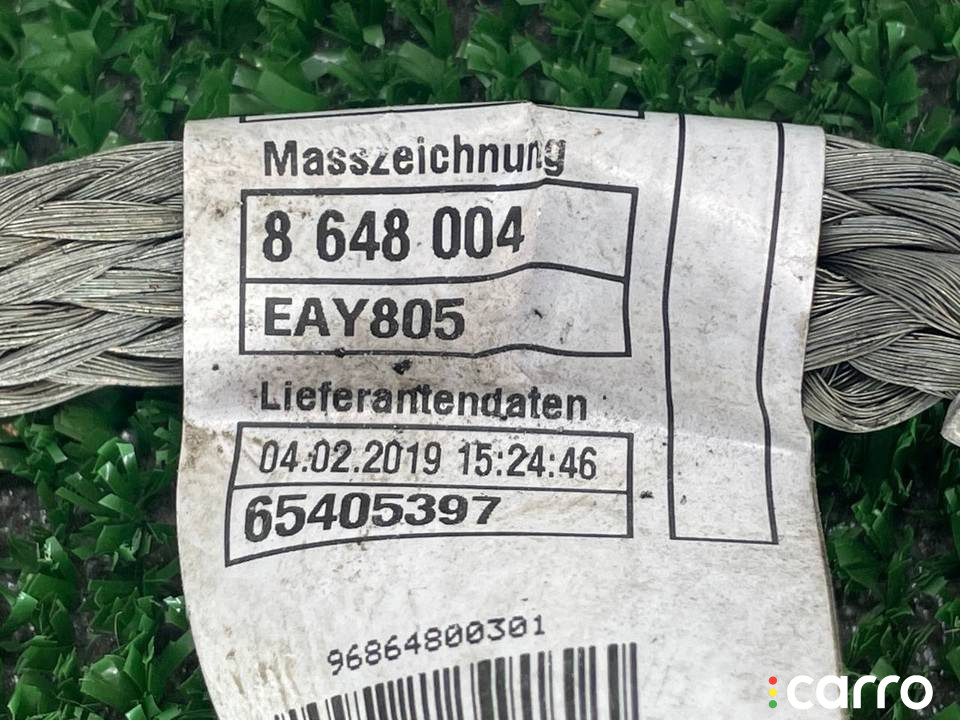 Masszeichnung
8 648 004
EAY805
Lieferantendaten
04.02.2019 15:24:46
65405397
96864800301
carro